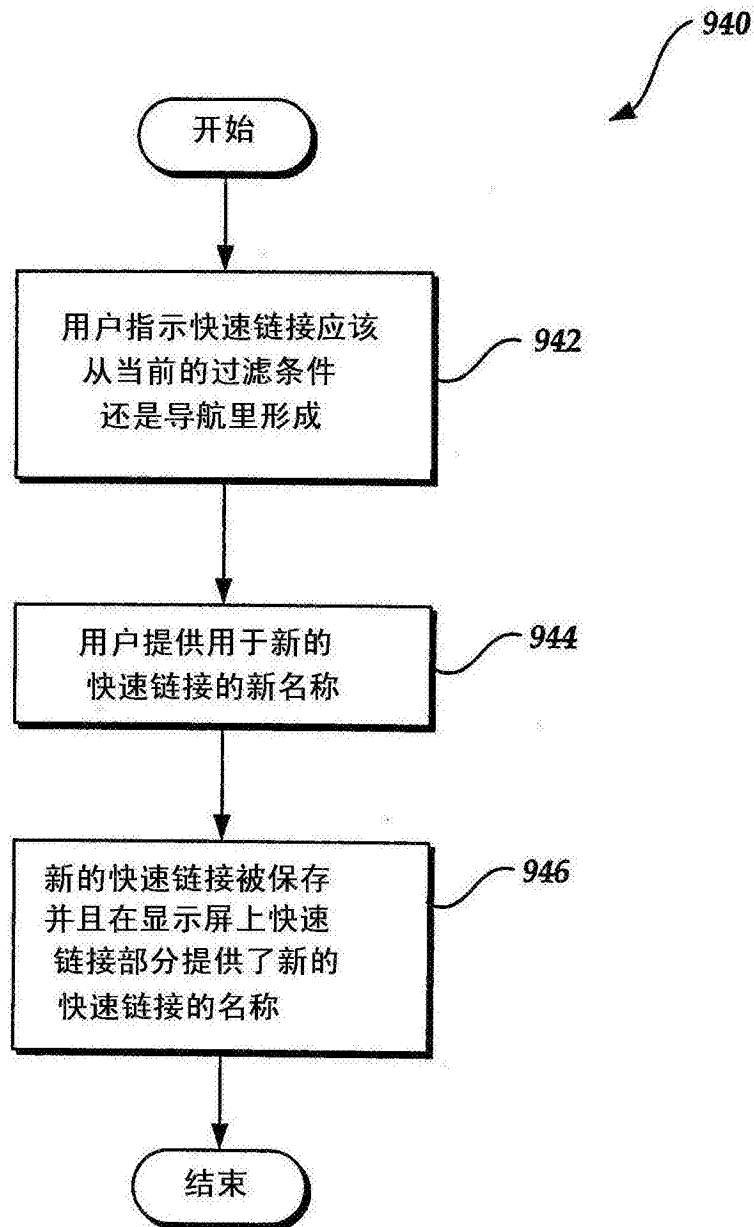 940
开始
用户指示快速链接应该
从当前的过滤条件
还是导航里形成
942
用户提供用于新的
快速链接的新名称
944
新的快速链接被保存
并且在显示屏上快速
链接部分提供了新的
快速链接的名称
946
结束